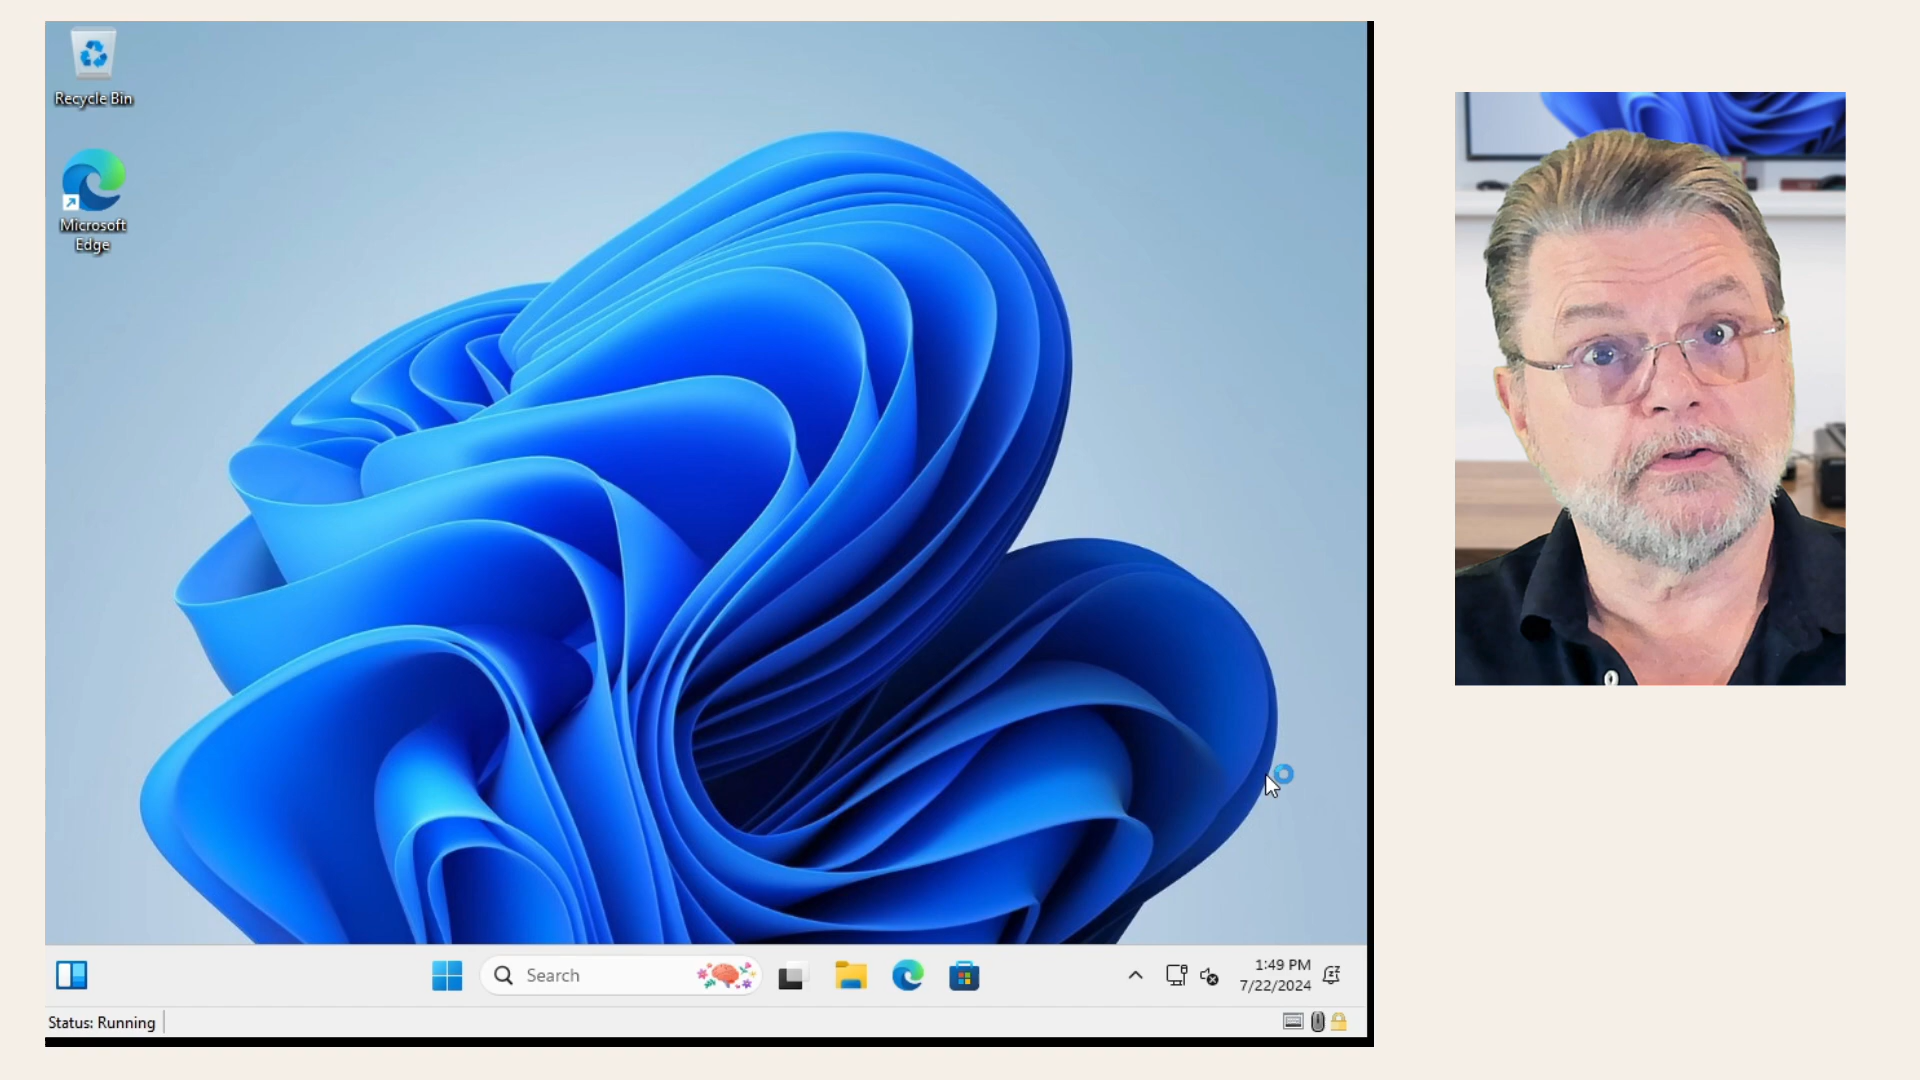 Recycle Bin
Microsoft
Edge
Search
1:49 PM
7/22/2024
Status: Running